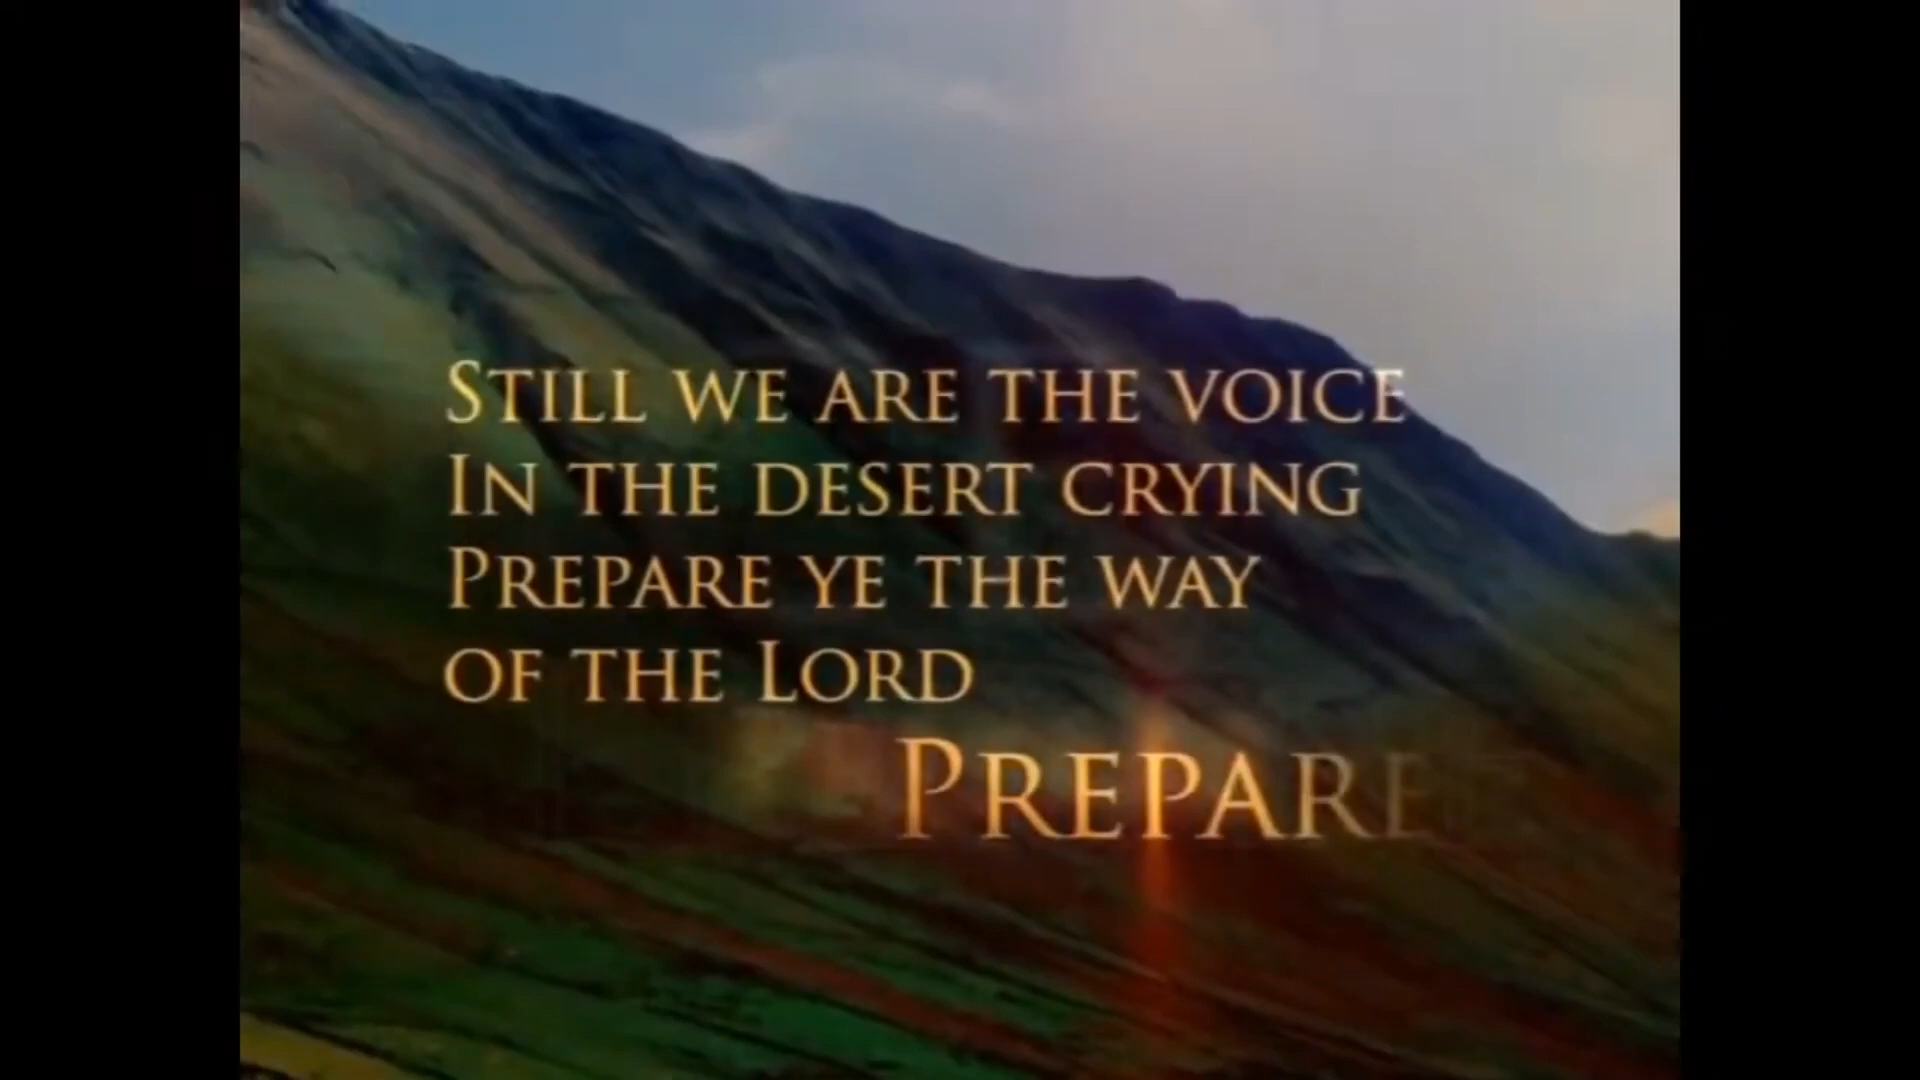 Still we are the voice
In the desert crying
Prepare ye the way
of the Lord
Prepare